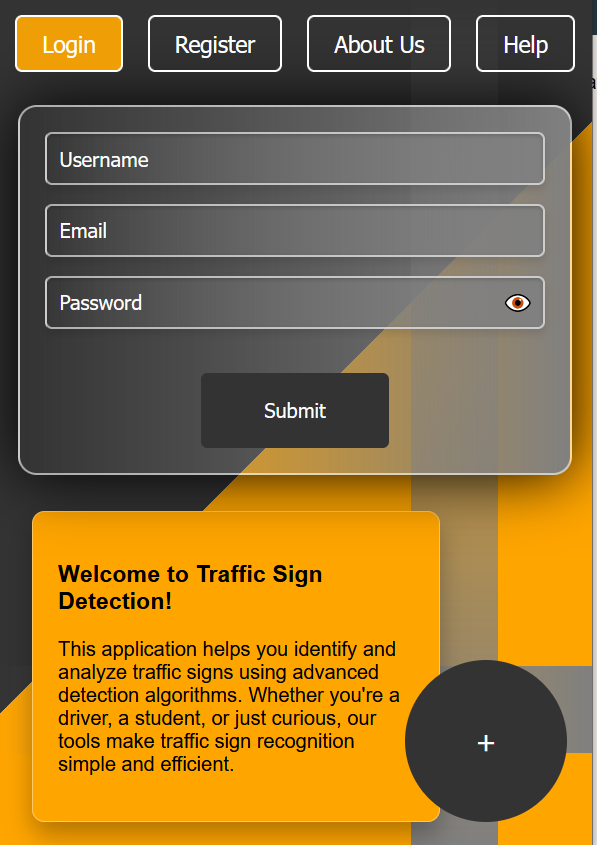 Login Register About Us Help
Username
Email
Password
Submit
Welcome to Traffic Sign
Detection!
This application helps you identify and
analyze traffic signs using advanced
detection algorithms. Whether you're a
driver, a student, or just curious, our
tools make traffic sign recognition
simple and efficient.
+